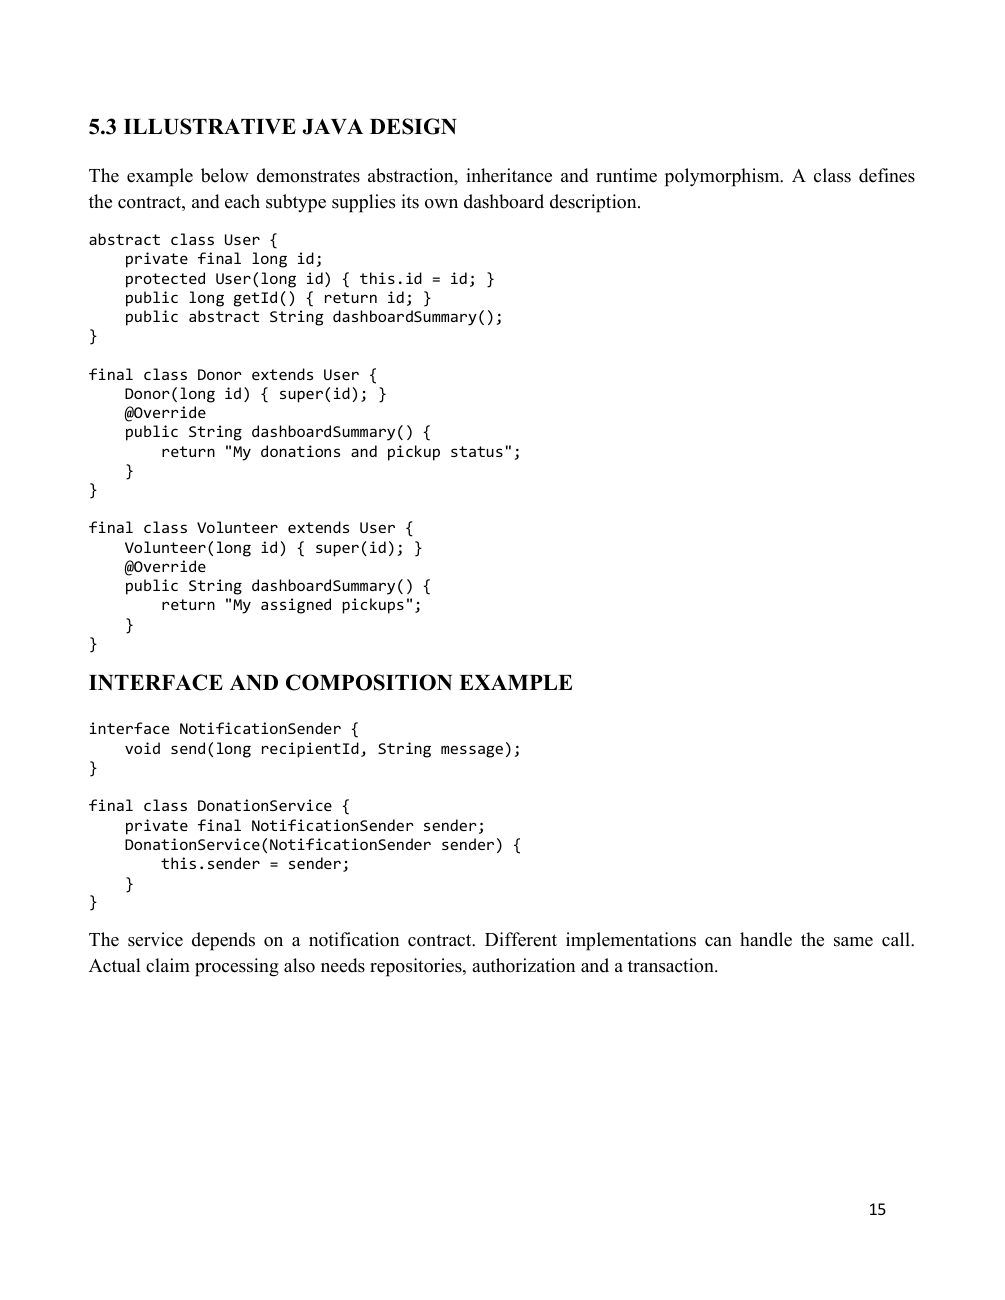 5.3 ILLUSTRATIVE JAVA DESIGN
The example below demonstrates abstraction, inheritance and runtime polymorphism. A class defines
the contract, and each subtype supplies its own dashboard description.
abstract class User {
    private final long id;
    protected User(long id) { this.id = id; }
    public long getId() { return id; }
    public abstract String dashboardSummary();
}
final class Donor extends User {
    Donor(long id) { super(id); }
    @Override
    public String dashboardSummary() {
        return "My donations and pickup status";
    }
}
final class Volunteer extends User {
    Volunteer(long id) { super(id); }
    @Override
    public String dashboardSummary() {
        return "My assigned pickups";
    }
}
INTERFACE AND COMPOSITION EXAMPLE
interface NotificationSender {
    void send(long recipientId, String message);
}
final class DonationService {
    private final NotificationSender sender;
    DonationService(NotificationSender sender) {
        this.sender = sender;
    }
}
The service depends on a notification contract. Different implementations can handle the same call.
Actual claim processing also needs repositories, authorization and a transaction.
15